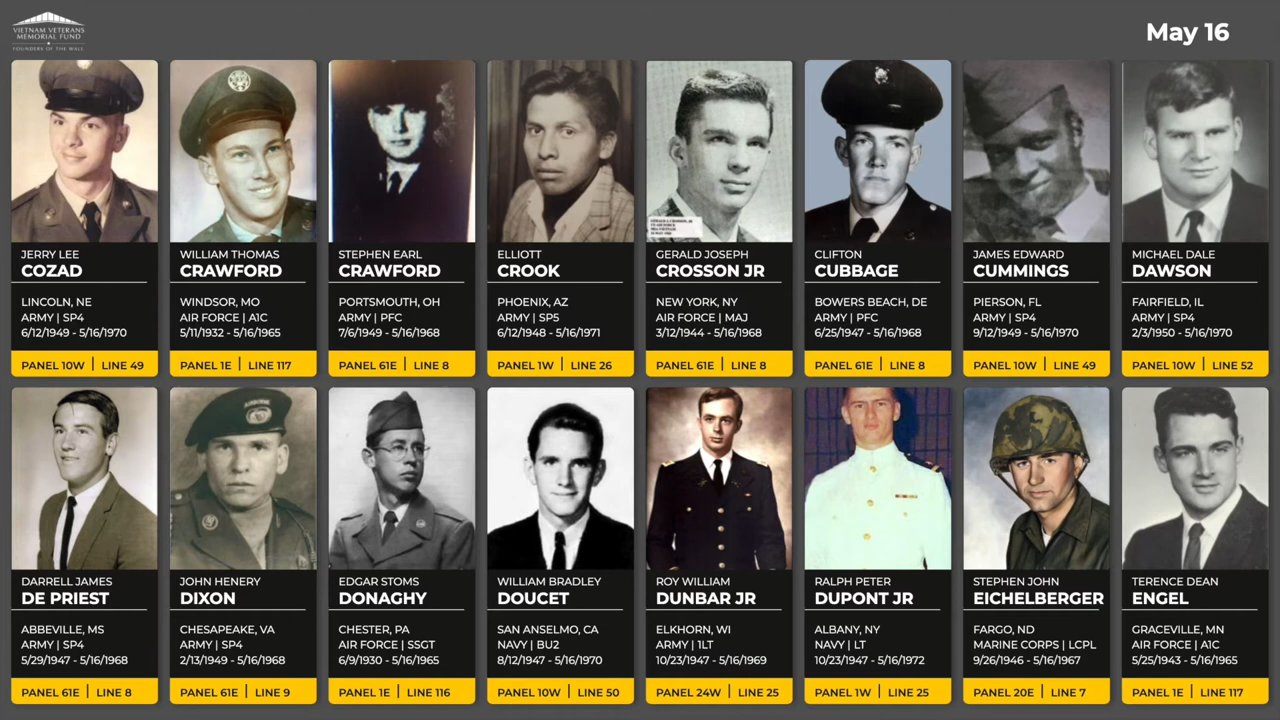 VIETNAM VETERANS
MEMORIAL FUND
FOUNDERS OF THE WALL
May 16
JERRY LEE
COZAD
LINCOLN, NE
ARMY | SP4
6/12/1949 - 5/16/1970
PANEL 10W | LINE 49
WILLIAM THOMAS
CRAWFORD
WINDSOR, MO
AIR FORCE | A1C
5/11/1932 - 5/16/1965
PANEL 1E | LINE 117
STEPHEN EARL
CRAWFORD
PORTSMOUTH, OH
ARMY | PFC
7/6/1949 - 5/16/1968
PANEL 61E | LINE 8
ELLIOTT
CROOK
PHOENIX, AZ
ARMY | SP5
6/12/1948 - 5/16/1971
PANEL 1W | LINE 26
GERALD JOSEPH
CROSSON JR
NEW YORK, NY
AIR FORCE | MAJ
3/12/1944 - 5/16/1968
PANEL 61E | LINE 8
CLIFTON
CUBBAGE
BOWERS BEACH, DE
ARMY | PFC
6/25/1947 - 5/16/1968
PANEL 61E | LINE 8
JAMES EDWARD
CUMMINGS
PIERSON, FL
ARMY | SP4
9/12/1949 - 5/16/1970
PANEL 10W | LINE 49
MICHAEL DALE
DAWSON
FAIRFIELD, IL
ARMY | SP4
2/3/1950 - 5/16/1970
PANEL 10W | LINE 52
DARRELL JAMES
DE PRIEST
ABBEVILLE, MS
ARMY | SP4
5/29/1947 - 5/16/1968
PANEL 61E | LINE 8
JOHN HENERY
DIXON
CHESAPEAKE, VA
ARMY | SP4
2/13/1949 - 5/16/1968
PANEL 61E | LINE 9
EDGAR STOMS
DONAGHY
CHESTER, PA
AIR FORCE | SSGT
6/9/1930 - 5/16/1965
PANEL 1E | LINE 116
WILLIAM BRADLEY
DOUCET
SAN ANSELMO, CA
NAVY | BU2
8/12/1947 - 5/16/1970
PANEL 10W | LINE 50
ROY WILLIAM
DUNBAR JR
ELKHORN, WI
ARMY | 1LT
10/23/1947 - 5/16/1969
PANEL 24W | LINE 25
RALPH PETER
DUPONT JR
ALBANY, NY
NAVY | LT
10/23/1947 - 5/16/1972
PANEL 1W | LINE 25
STEPHEN JOHN
EICHELBERGER
FARGO, ND
MARINE CORPS | LCPL
9/26/1946 - 5/16/1967
PANEL 20E | LINE 7
TERENCE DEAN
ENGEL
GRACEVILLE, MN
AIR FORCE | A1C
5/25/1943 - 5/16/1965
PANEL 1E | LINE 117